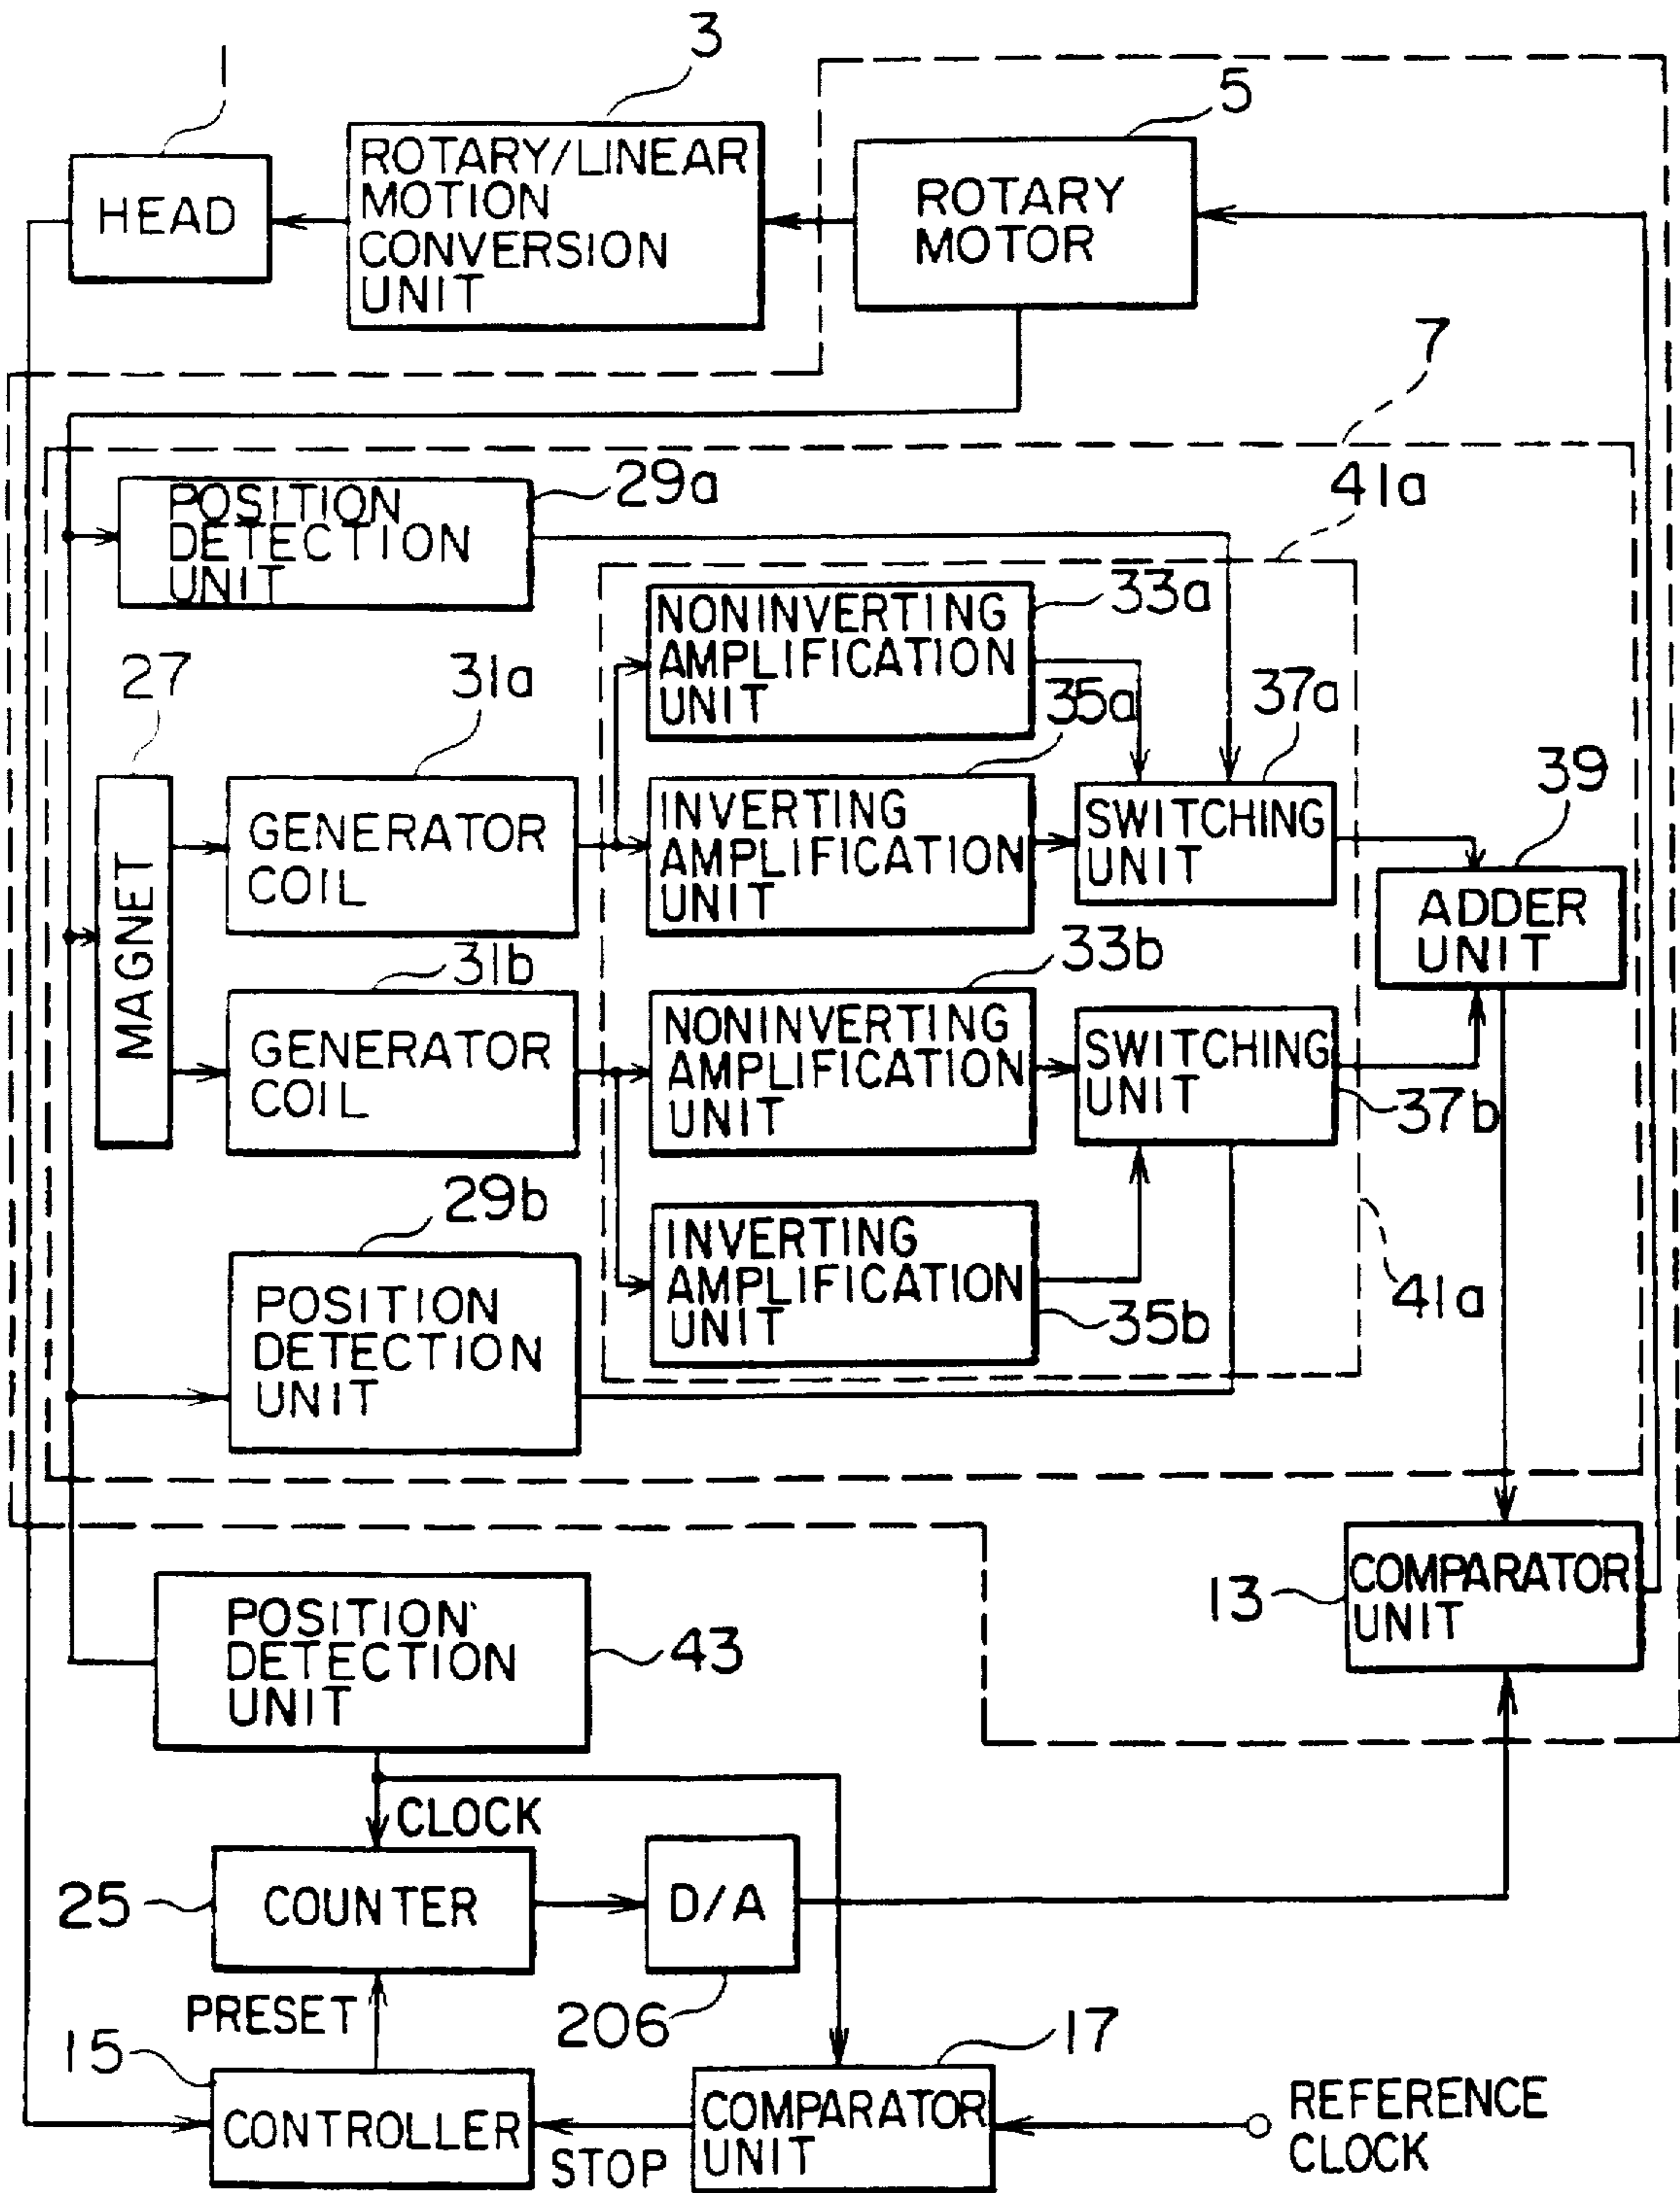 1
3
5
HEAD
ROTARY/LINEAR
MOTION
CONVERSION
UNIT
ROTARY
MOTOR
7
POSITION
DETECTION
UNIT
29a
41a
NONINVERTING
AMPLIFICATION
UNIT
33a
27
31a
35a
37a
MAGNET
GENERATOR
COIL
INVERTING
AMPLIFICATION
UNIT
SWITCHING
UNIT
39
ADDER
UNIT
31b
33b
GENERATOR
COIL
NONINVERTING
AMPLIFICATION
UNIT
SWITCHING
UNIT
37b
29b
POSITION
DETECTION
UNIT
INVERTING
AMPLIFICATION
UNIT
35b
41a
POSITION
DETECTION
UNIT
43
13
COMPARATOR
UNIT
CLOCK
25
COUNTER
D/A
PRESET
206
17
15
CONTROLLER
STOP
COMPARATOR
UNIT
REFERENCE
CLOCK